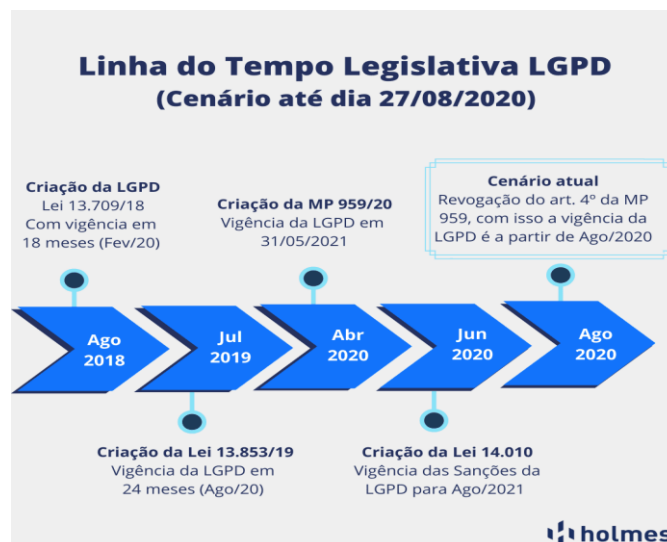 Linha do Tempo Legislativa LGPD
(Cenário até dia 27/08/2020)
Criação da LGPD
Lei 13.709/18
Com vigência em
18 meses (Fev/20)
Criação da MP 959/20
Vigência da LGPD em
31/05/2021
Cenário atual
Revogação do art. 4º da MP
959, com isso a vigência da
LGPD é a partir de Ago/2020
Ago
2018
Jul
2019
Abr
2020
Jun
2020
Ago
2020
Criação da Lei 13.853/19
Vigência da LGPD em
24 meses (Ago/20)
Criação da Lei 14.010
Vigência das Sanções da
LGPD para Ago/2021
holmes